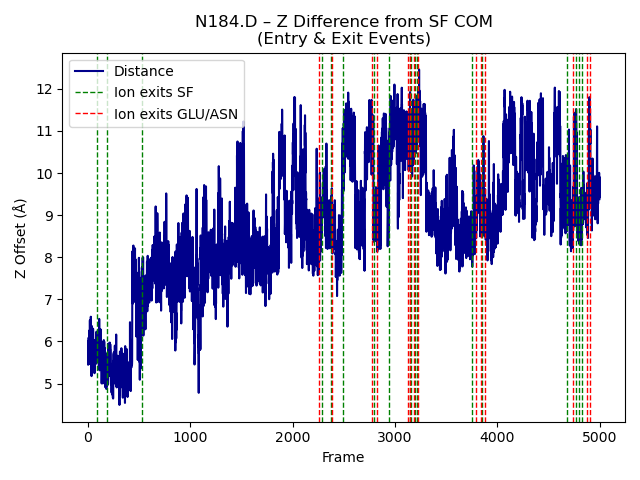 N184.D – Z Difference from SF COM
(Entry & Exit Events)
Distance
Ion exits SF
Ion exits GLU/ASN
Z Offset (Å)
12
11
10
9
8
7
6
5
0
1000
2000
3000
4000
5000
Frame